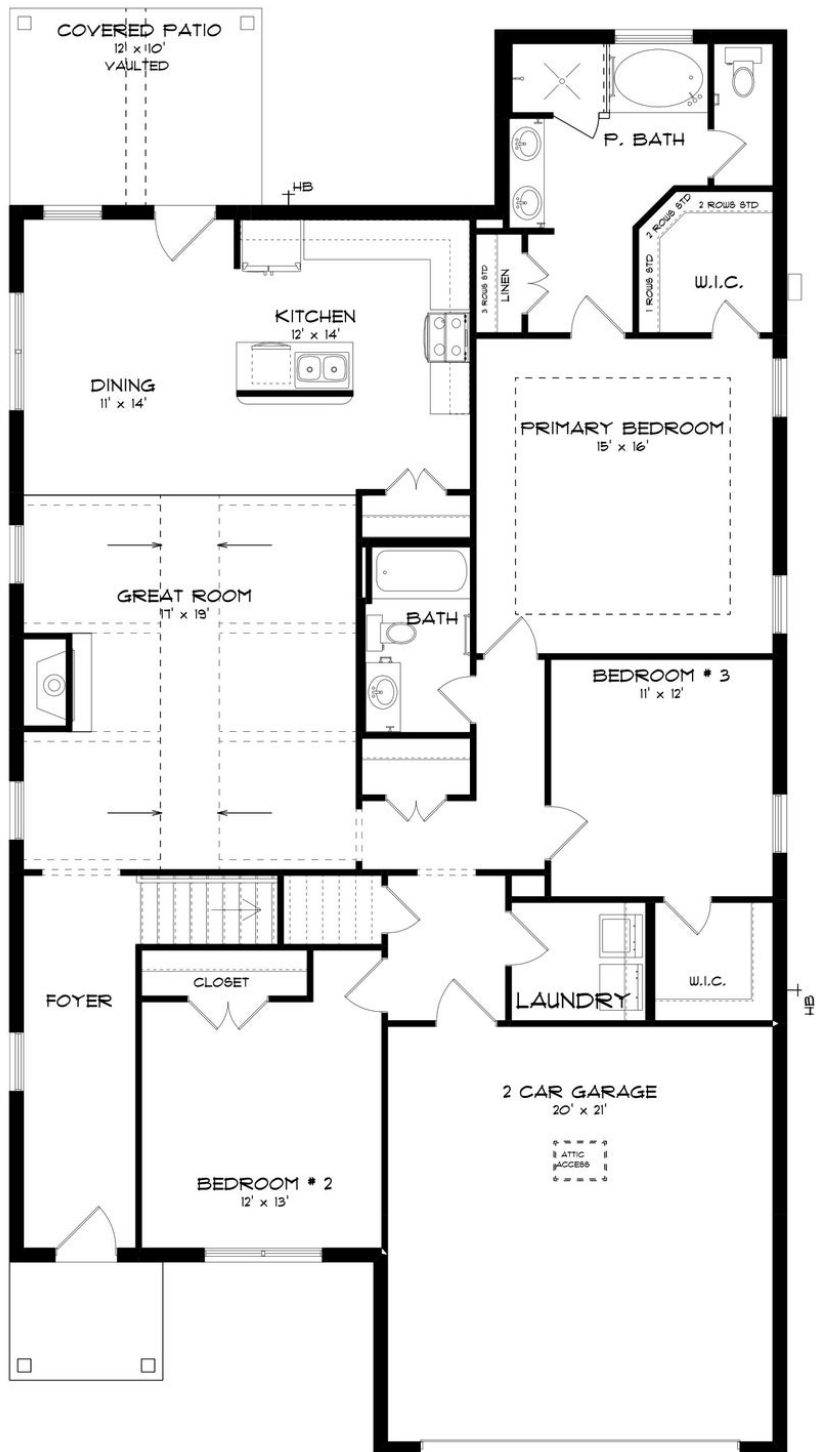 COVERED PATIO
12' x 10'
VAULTED
HB
P. BATH
2 ROWS STD
2 ROWS STD
1 ROWS STD
W.I.C.
3 ROWS STD
LINEN
KITCHEN
12' x 14'
DINING
11' x 14'
PRIMARY BEDROOM
15' x 16'
GREAT ROOM
17' x 19'
BATH
BEDROOM # 3
11' x 12'
CLOSET
FOYER
LAUNDRY
W.I.C.
HB
2 CAR GARAGE
20' x 21'
ATTIC
ACCESS
BEDROOM # 2
12' x 13'